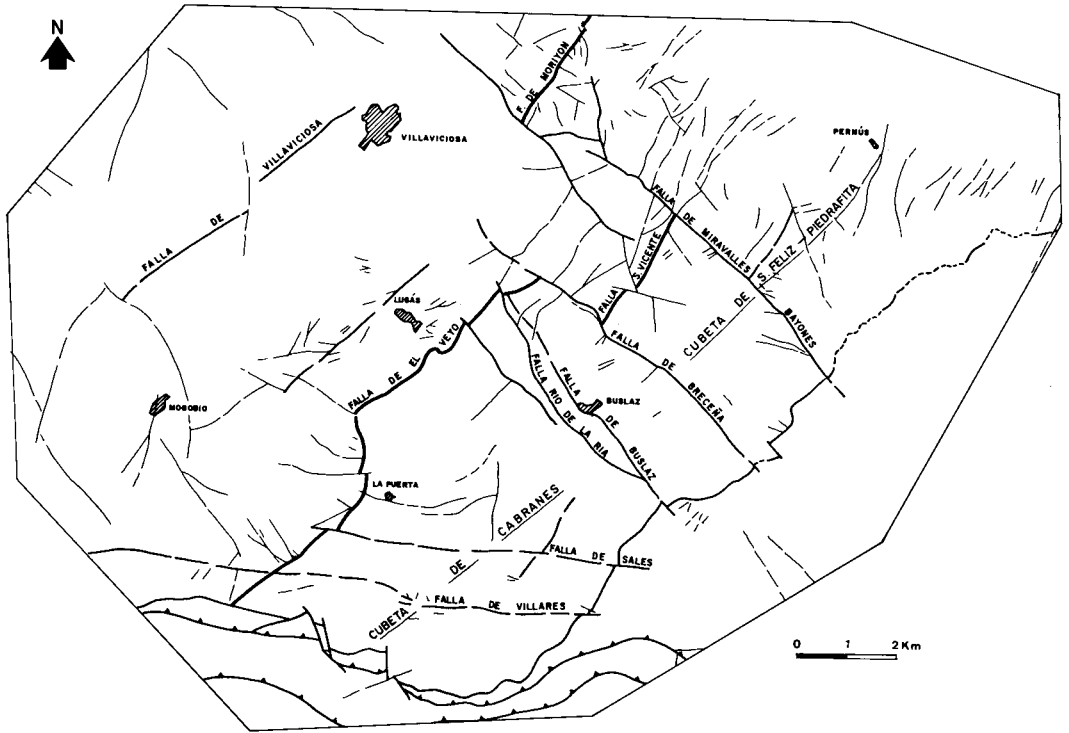 N
F. DE MORIYON
VILLAVICIOSA
FALLA DE VILLAVICIOSA
PERNÚS
FALLA DE MIRAVALLES BAYONES
FALLA S. VICENTE
CUBETA DE S. FELIZ PIEDRAFITA
LUGÁS
FALLA DE EL VEYO
FALLA DE BRECEÑA
FALLA RIO DE LA RIA
FALLA DE BUSLAZ
BUSLAZ
MOGOBIO
LA PUERTA
CUBETA DE CABRANES
FALLA DE SALES
FALLA DE VILLARES
0 1 2 Km